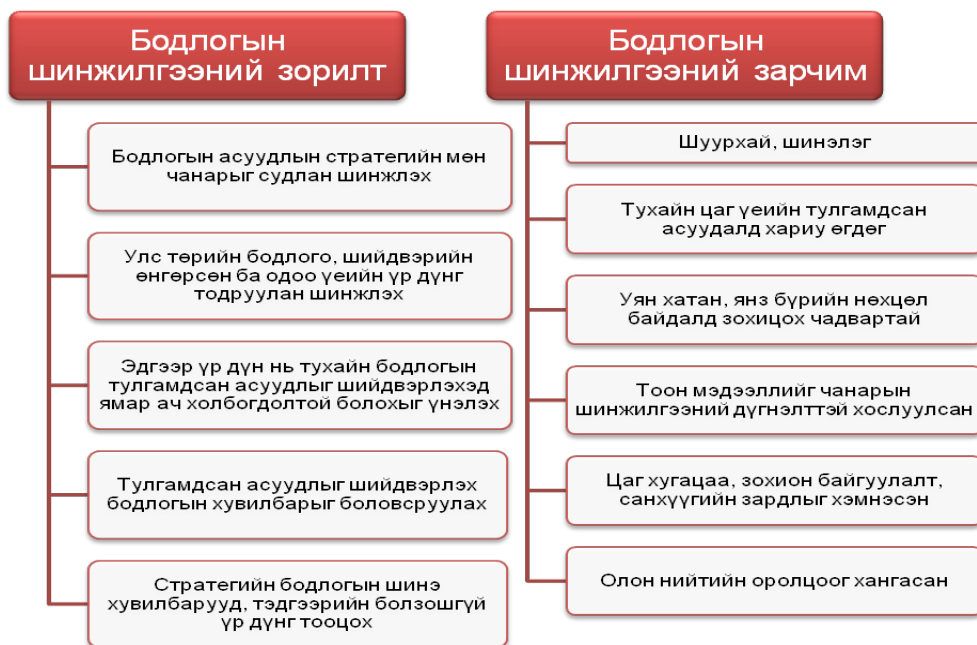 Бодлогын
шинжилгээний зорилт
Бодлогын асуудлын стратегийн мөн
чанарыг судлан шинжлэх
Улс төрийн бодлого, шийдвэрийн
өнгөрсөн ба одоо үеийн үр дүнг
тодруулан шинжлэх
Эдгээр үр дүн нь тухайн бодлогын
тулгамдсан асуудлыг шийдвэрлэхэд
ямар ач холбогдолтой болохыг үнэлэх
Тулгамдсан асуудлыг шийдвэрлэх
бодлогын хувилбарыг боловсруулах
Стратегийн бодлогын шинэ
хувилбарууд, тэдгээрийн болзошгүй
үр дүнг тооцох
Бодлогын
шинжилгээний зарчим
Шуурхай, шинэлэг
Тухайн цаг үеийн тулгамдсан
асуудалд хариу өгдөг
Уян хатан, янз бүрийн нөхцөл
байдалд зохицох чадвартай
Тоон мэдээллийг чанарын
шинжилгээний дүгнэлттэй хослуулсан
Цаг хугацаа, зохион байгуулалт,
санхүүгийн зардлыг хэмнэсэн
Олон нийтийн оролцоог хангасан